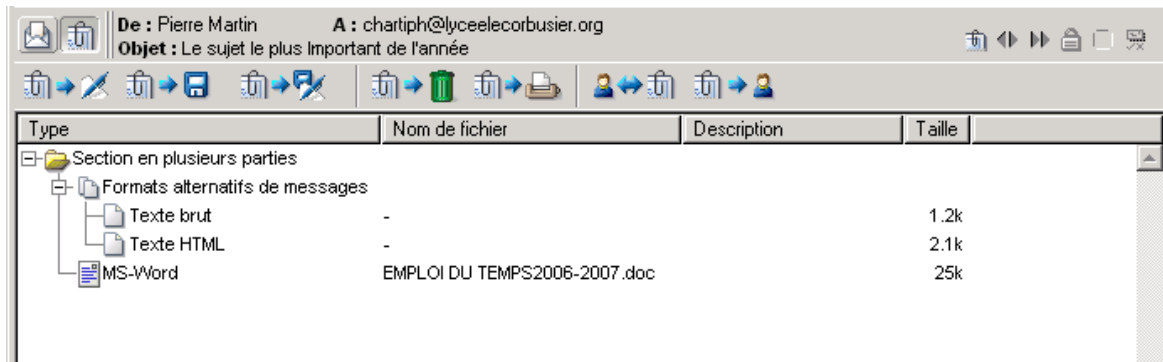 De : Pierre Martin A : chartiph@lyceelecorbusier.org
Objet : Le sujet le plus Important de l'année
Type Nom de fichier Description Taille
Section en plusieurs parties
Formats alternatifs de messages
Texte brut - 1.2k
Texte HTML - 2.1k
MS-Word EMPLOI DU TEMPS2006-2007.doc 25k